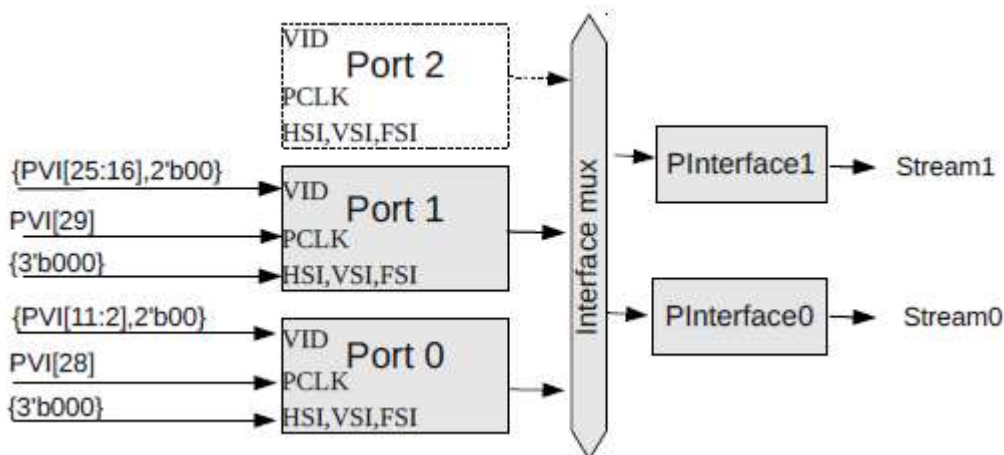 VID
Port 2
PCLK
HSI,VSI,FSI
{PVI[25:16],2'b00}
VID
Port 1
PVI[29]
PCLK
{3'b000}
HSI,VSI,FSI
{PVI[11:2],2'b00}
VID
Port 0
PVI[28]
PCLK
{3'b000}
HSI,VSI,FSI
Interface mux
PInterface1
Stream1
PInterface0
Stream0